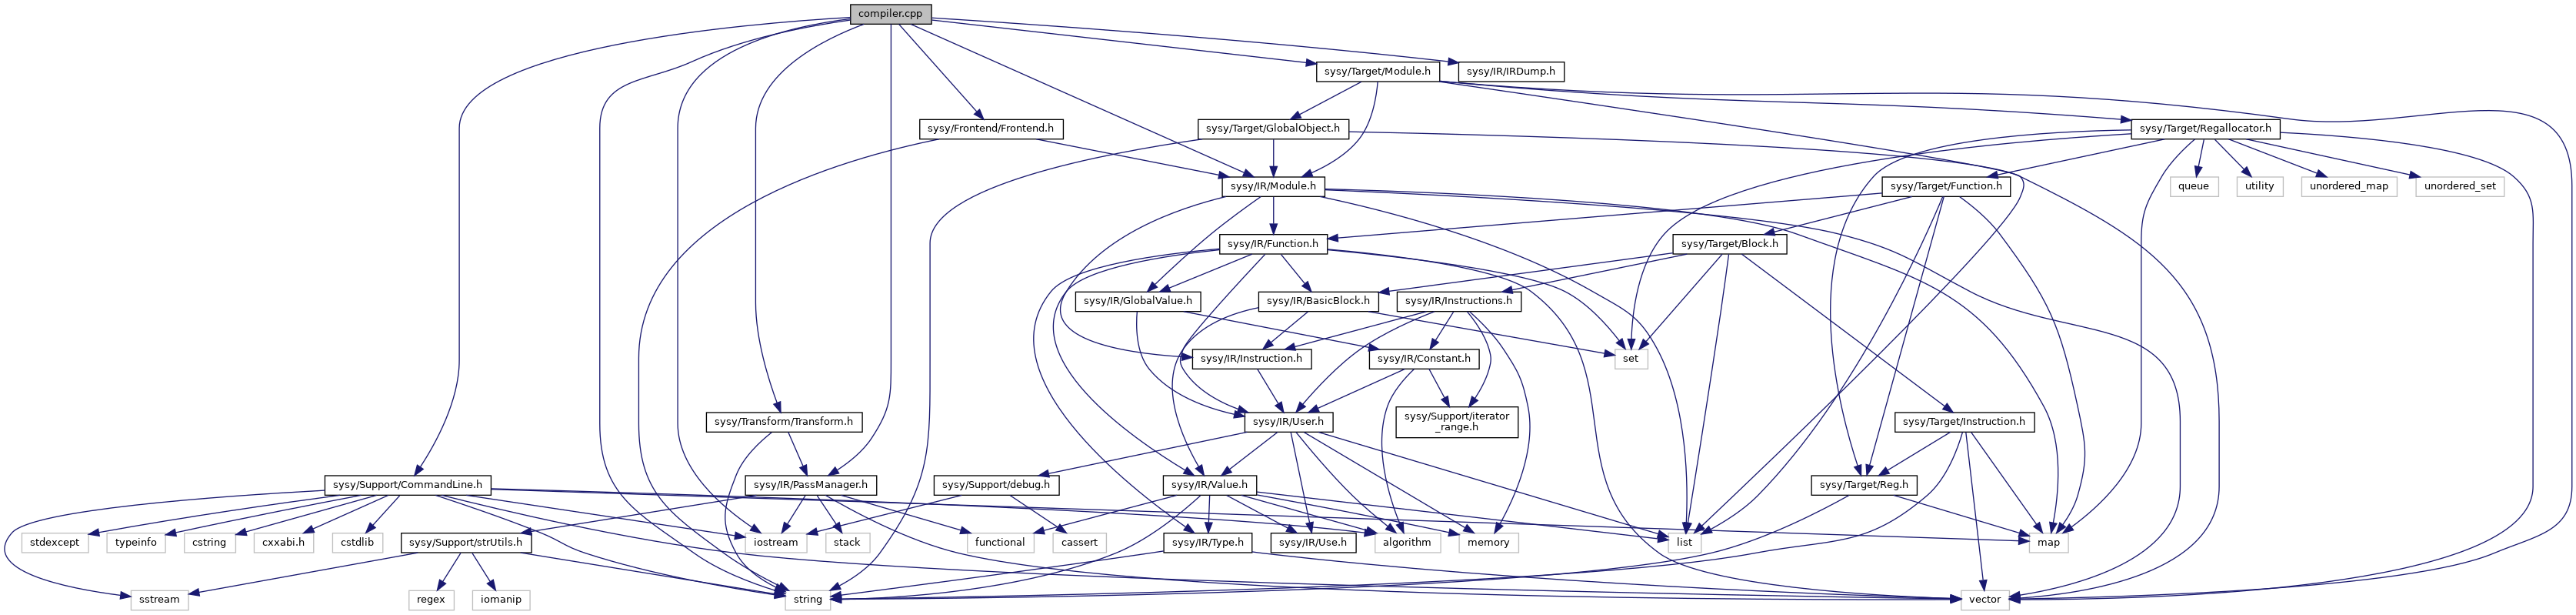 compiler.cpp
sysy/Target/Module.h
sysy/IR/IRDump.h
sysy/Frontend/Frontend.h
sysy/Target/GlobalObject.h
sysy/Target/Regallocator.h
sysy/IR/Module.h
sysy/Target/Function.h
queue
utility
unordered_map
unordered_set
sysy/IR/Function.h
sysy/Target/Block.h
sysy/IR/GlobalValue.h
sysy/IR/BasicBlock.h
sysy/IR/Instructions.h
sysy/IR/Instruction.h
sysy/IR/Constant.h
set
sysy/Transform/Transform.h
sysy/IR/User.h
sysy/Support/iterator
_range.h
sysy/Target/Instruction.h
sysy/Support/CommandLine.h
sysy/IR/PassManager.h
sysy/Support/debug.h
sysy/IR/Value.h
sysy/Target/Reg.h
stdexcept
typeinfo
cstring
cxxabi.h
cstdlib
sysy/Support/strUtils.h
iostream
stack
functional
cassert
sysy/IR/Type.h
sysy/IR/Use.h
algorithm
memory
list
map
sstream
regex
iomanip
string
vector